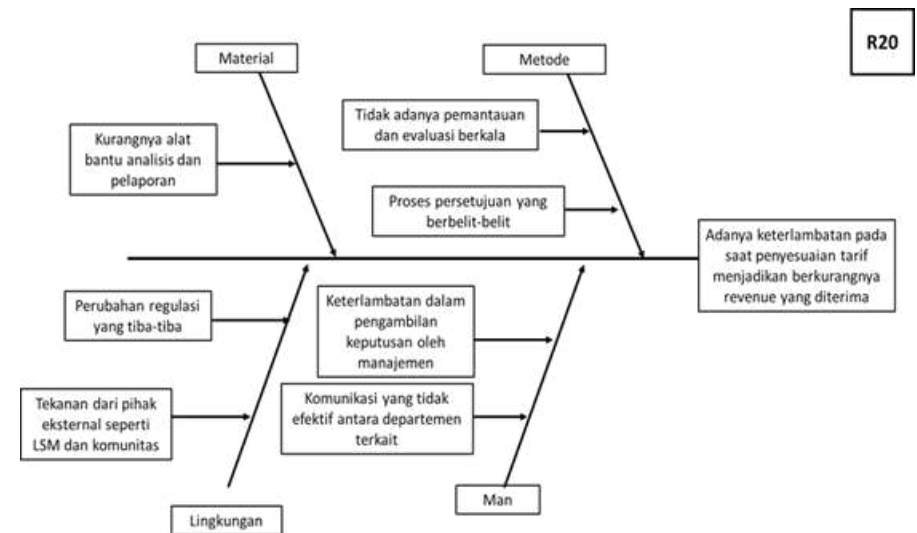 R20
Material
Metode
Kurangnya alat
bantu analisis dan
pelaporan
Tidak adanya pemantauan
dan evaluasi berkala
Proses persetujuan yang
berbelit-belit
Adanya keterlambatan pada
saat penyesuaian tarif
menjadikan berkurangnya
revenue yang diterima
Perubahan regulasi
yang tiba-tiba
Keterlambatan dalam
pengambilan
keputusan oleh
manajemen
Tekanan dari pihak
eksternal seperti
LSM dan komunitas
Komunikasi yang tidak
efektif antara departemen
terkait
Lingkungan
Man